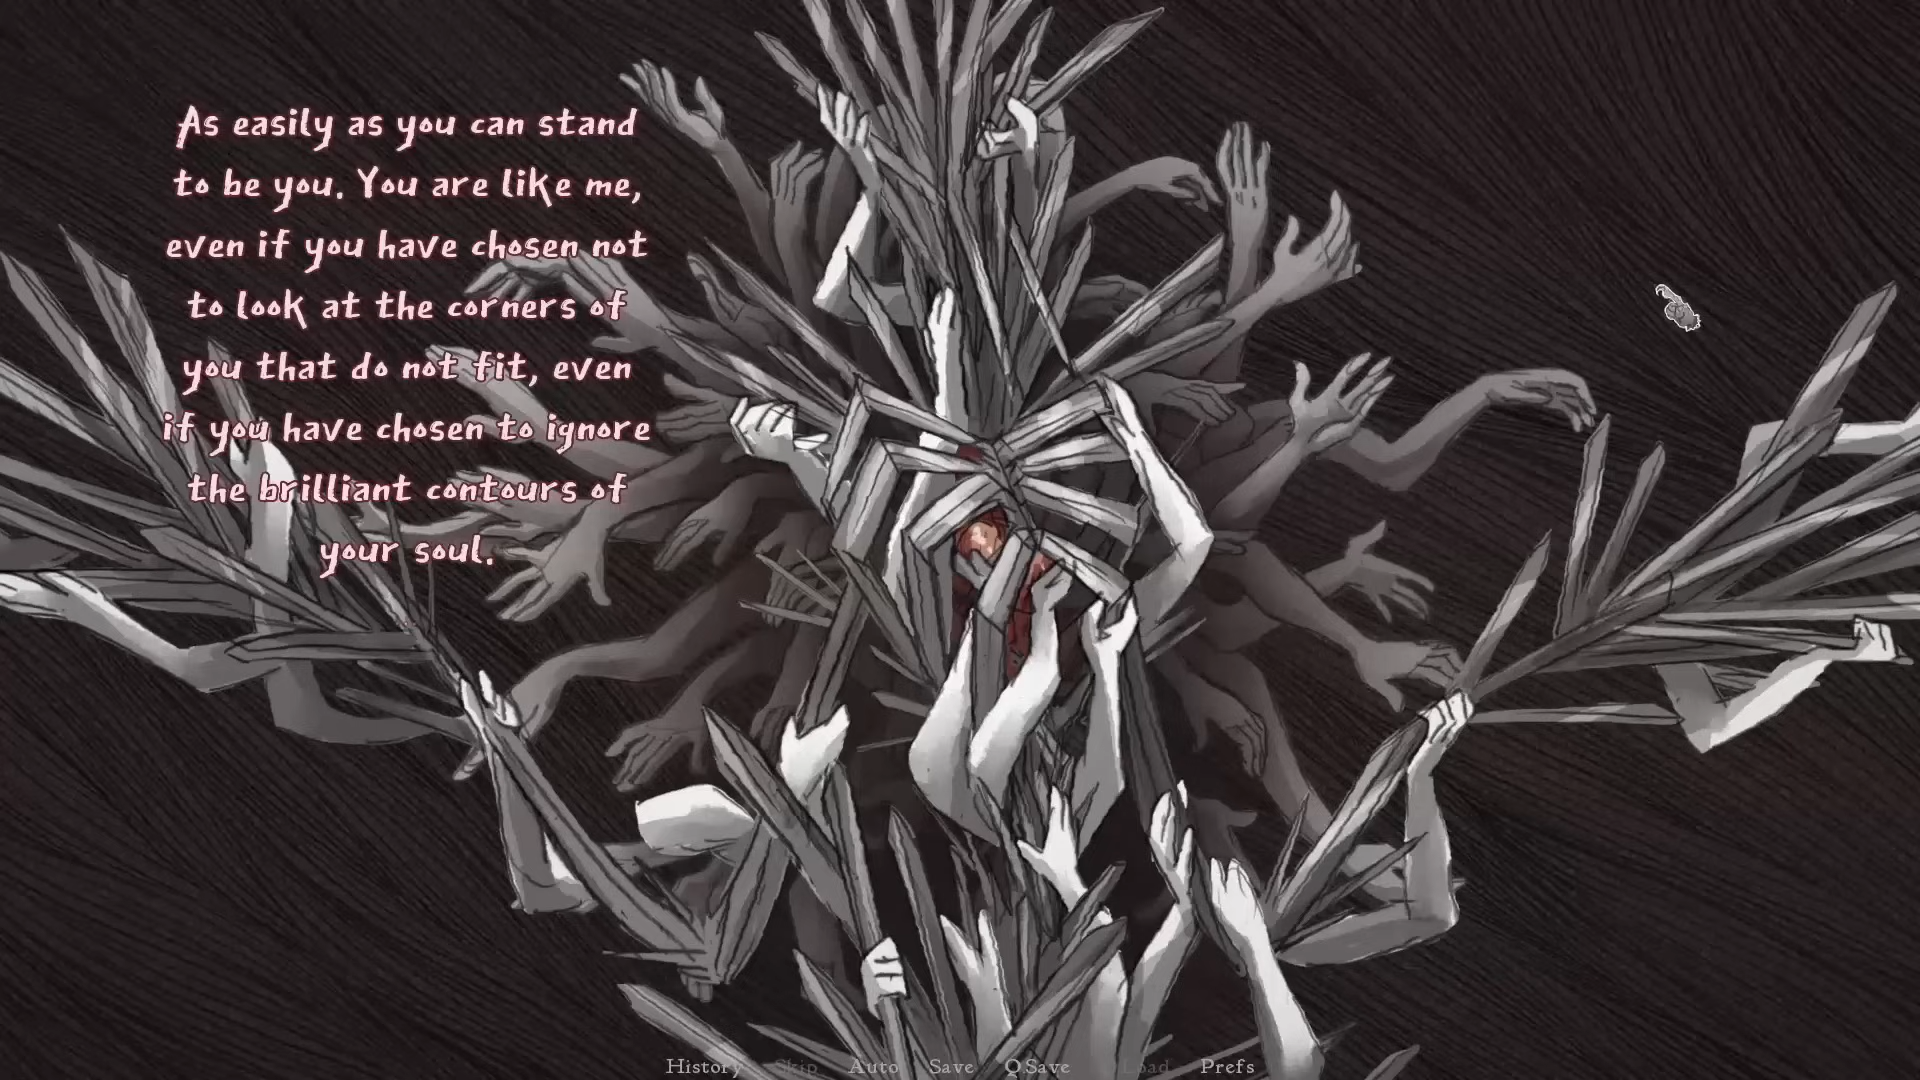 As easily as you can stand
to be you. You are like me,
even if you have chosen not
to look at the corners of
you that do not fit, even
if you have chosen to ignore
the brilliant contours of
your soul.
History Skip Auto Save Q.Save Load Prefs